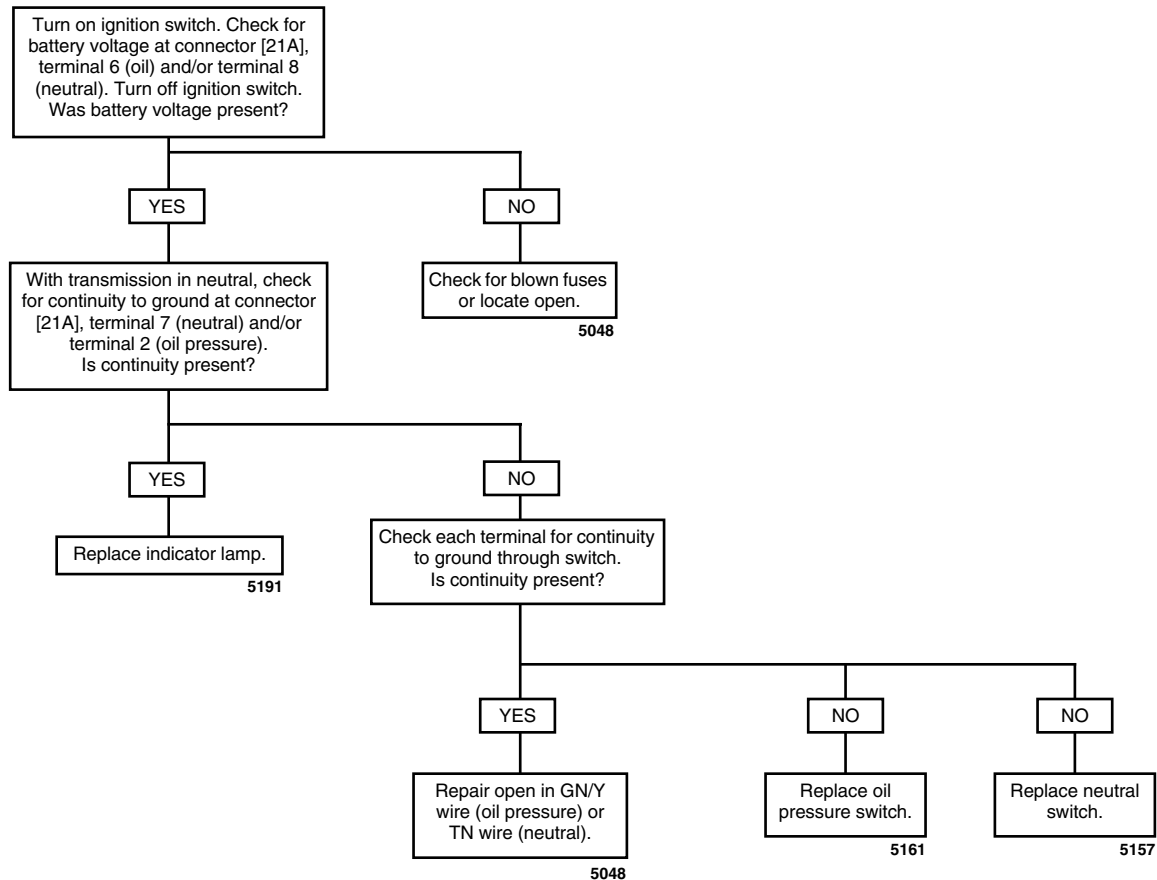 Turn on ignition switch. Check for
battery voltage at connector [21A],
terminal 6 (oil) and/or terminal 8
(neutral). Turn off ignition switch.
Was battery voltage present?
YES
NO
With transmission in neutral, check
for continuity to ground at connector
[21A], terminal 7 (neutral) and/or
terminal 2 (oil pressure).
Is continuity present?
Check for blown fuses
or locate open.
5048
YES
NO
Replace indicator lamp.
5191
Check each terminal for continuity
to ground through switch.
Is continuity present?
YES
NO
NO
Repair open in GN/Y
wire (oil pressure) or
TN wire (neutral).
5048
Replace oil
pressure switch.
5161
Replace neutral
switch.
5157